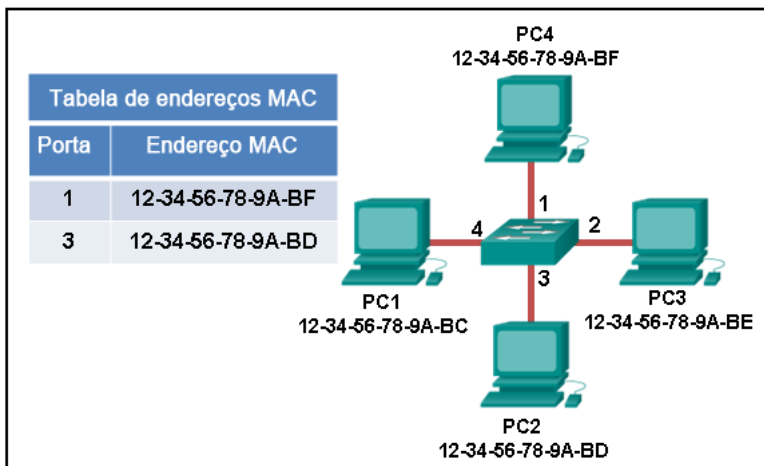 PC4
12-34-56-78-9A-BF
Tabela de endereços MAC
Porta Endereço MAC
1 12-34-56-78-9A-BF
3 12-34-56-78-9A-BD
1
4
2
3
PC1
12-34-56-78-9A-BC
PC3
12-34-56-78-9A-BE
PC2
12-34-56-78-9A-BD